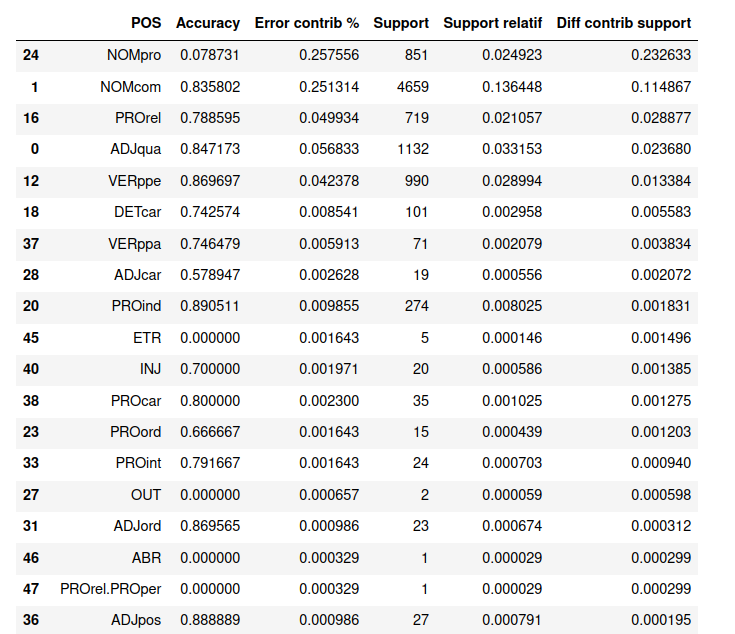 POS Accuracy Error contrib % Support Support relatif Diff contrib support
24 NOMpro 0.078731 0.257556 851 0.024923 0.232633
1 NOMcom 0.835802 0.251314 4659 0.136448 0.114867
16 PROrel 0.788595 0.049934 719 0.021057 0.028877
0 ADJqua 0.847173 0.056833 1132 0.033153 0.023680
12 VERppe 0.869697 0.042378 990 0.028994 0.013384
18 DETcar 0.742574 0.008541 101 0.002958 0.005583
37 VERppa 0.746479 0.005913 71 0.002079 0.003834
28 ADJcar 0.578947 0.002628 19 0.000556 0.002072
20 PROind 0.890511 0.009855 274 0.008025 0.001831
45 ETR 0.000000 0.001643 5 0.000146 0.001496
40 INJ 0.700000 0.001971 20 0.000586 0.001385
38 PROcar 0.800000 0.002300 35 0.001025 0.001275
23 PROord 0.666667 0.001643 15 0.000439 0.001203
33 PROint 0.791667 0.001643 24 0.000703 0.000940
27 OUT 0.000000 0.000657 2 0.000059 0.000598
31 ADJord 0.869565 0.000986 23 0.000674 0.000312
46 ABR 0.000000 0.000329 1 0.000029 0.000299
47 PROrel.PROper 0.000000 0.000329 1 0.000029 0.000299
36 ADJpos 0.888889 0.000986 27 0.000791 0.000195